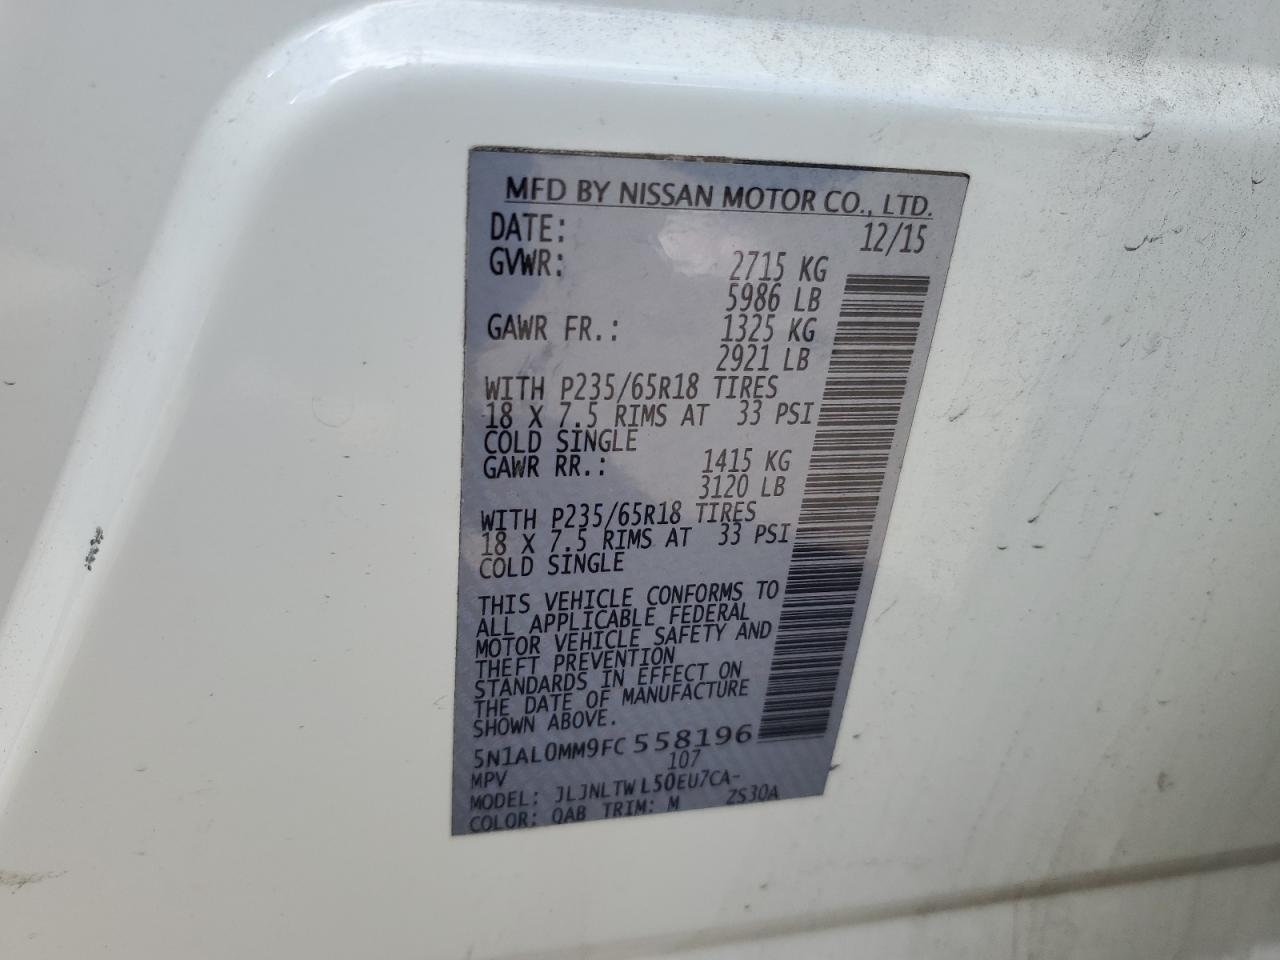 MFD BY NISSAN MOTOR CO., LTD.
DATE: 12/15
GVWR: 2715 KG
5986 LB
GAWR FR.: 1325 KG
2921 LB
WITH P235/65R18 TIRES
18 X 7.5 RIMS AT 33 PSI
COLD SINGLE
GAWR RR.: 1415 KG
3120 LB
WITH P235/65R18 TIRES
18 X 7.5 RIMS AT 33 PSI
COLD SINGLE
THIS VEHICLE CONFORMS TO
ALL APPLICABLE FEDERAL
MOTOR VEHICLE SAFETY AND
THEFT PREVENTION
STANDARDS IN EFFECT ON
THE DATE OF MANUFACTURE
SHOWN ABOVE.
5N1AL0MM9FC 558196
MPV 107
MODEL: JLJNLTW L50EU7CA-
COLOR: QAB TRIM: M ZS30A